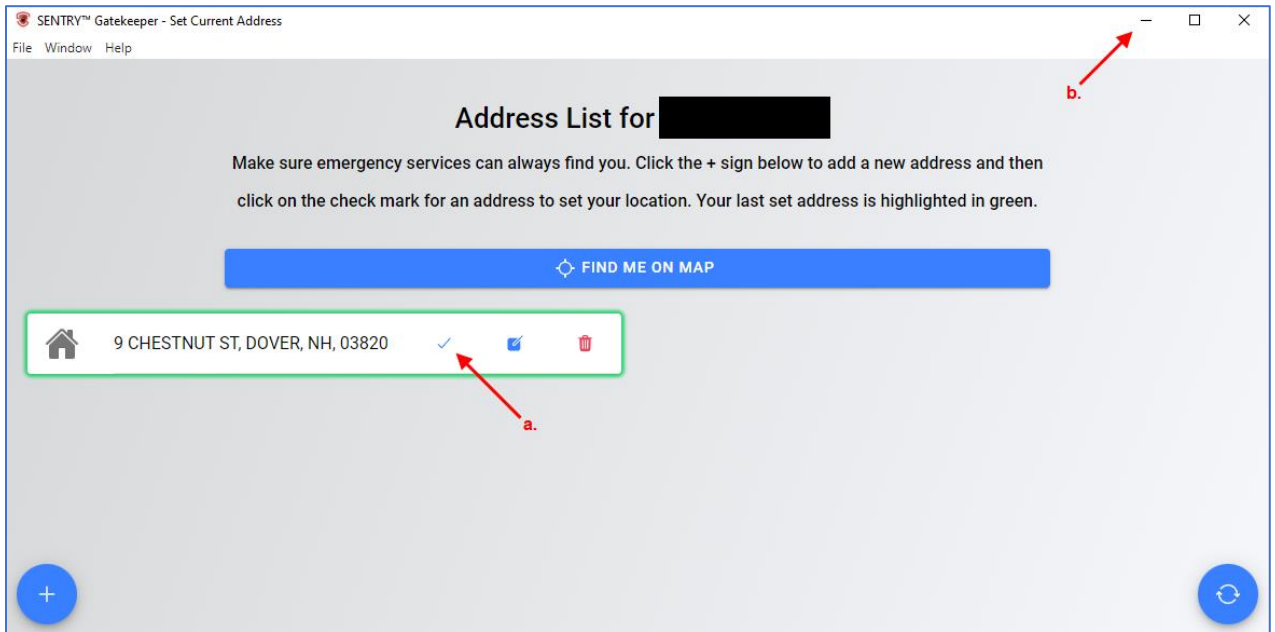 SENTRY™ Gatekeeper - Set Current Address
File Window Help
b.
Address List for
Make sure emergency services can always find you. Click the + sign below to add a new address and then
click on the check mark for an address to set your location. Your last set address is highlighted in green.
FIND ME ON MAP
9 CHESTNUT ST, DOVER, NH, 03820
a.